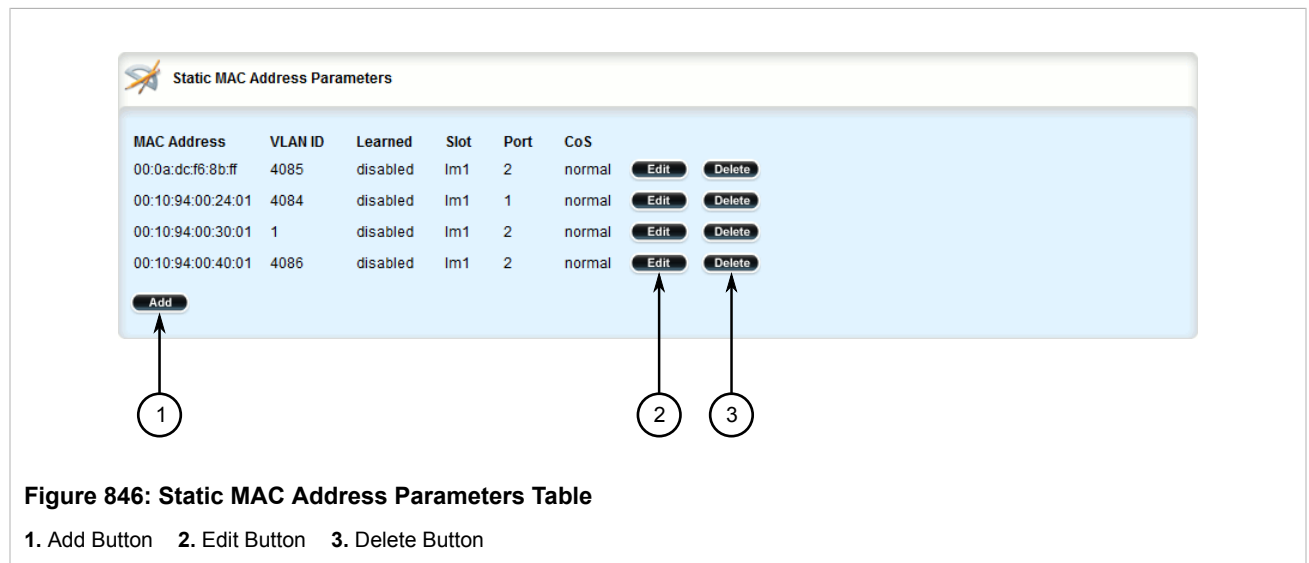 Static MAC Address Parameters
MAC Address VLAN ID Learned Slot Port CoS
00:0a:dc:f6:8b:ff 4085 disabled lm1 2 normal Edit Delete
00:10:94:00:24:01 4084 disabled lm1 1 normal Edit Delete
00:10:94:00:30:01 1 disabled lm1 2 normal Edit Delete
00:10:94:00:40:01 4086 disabled lm1 2 normal Edit Delete
Add
1 2 3
Figure 846: Static MAC Address Parameters Table
1. Add Button 2. Edit Button 3. Delete Button